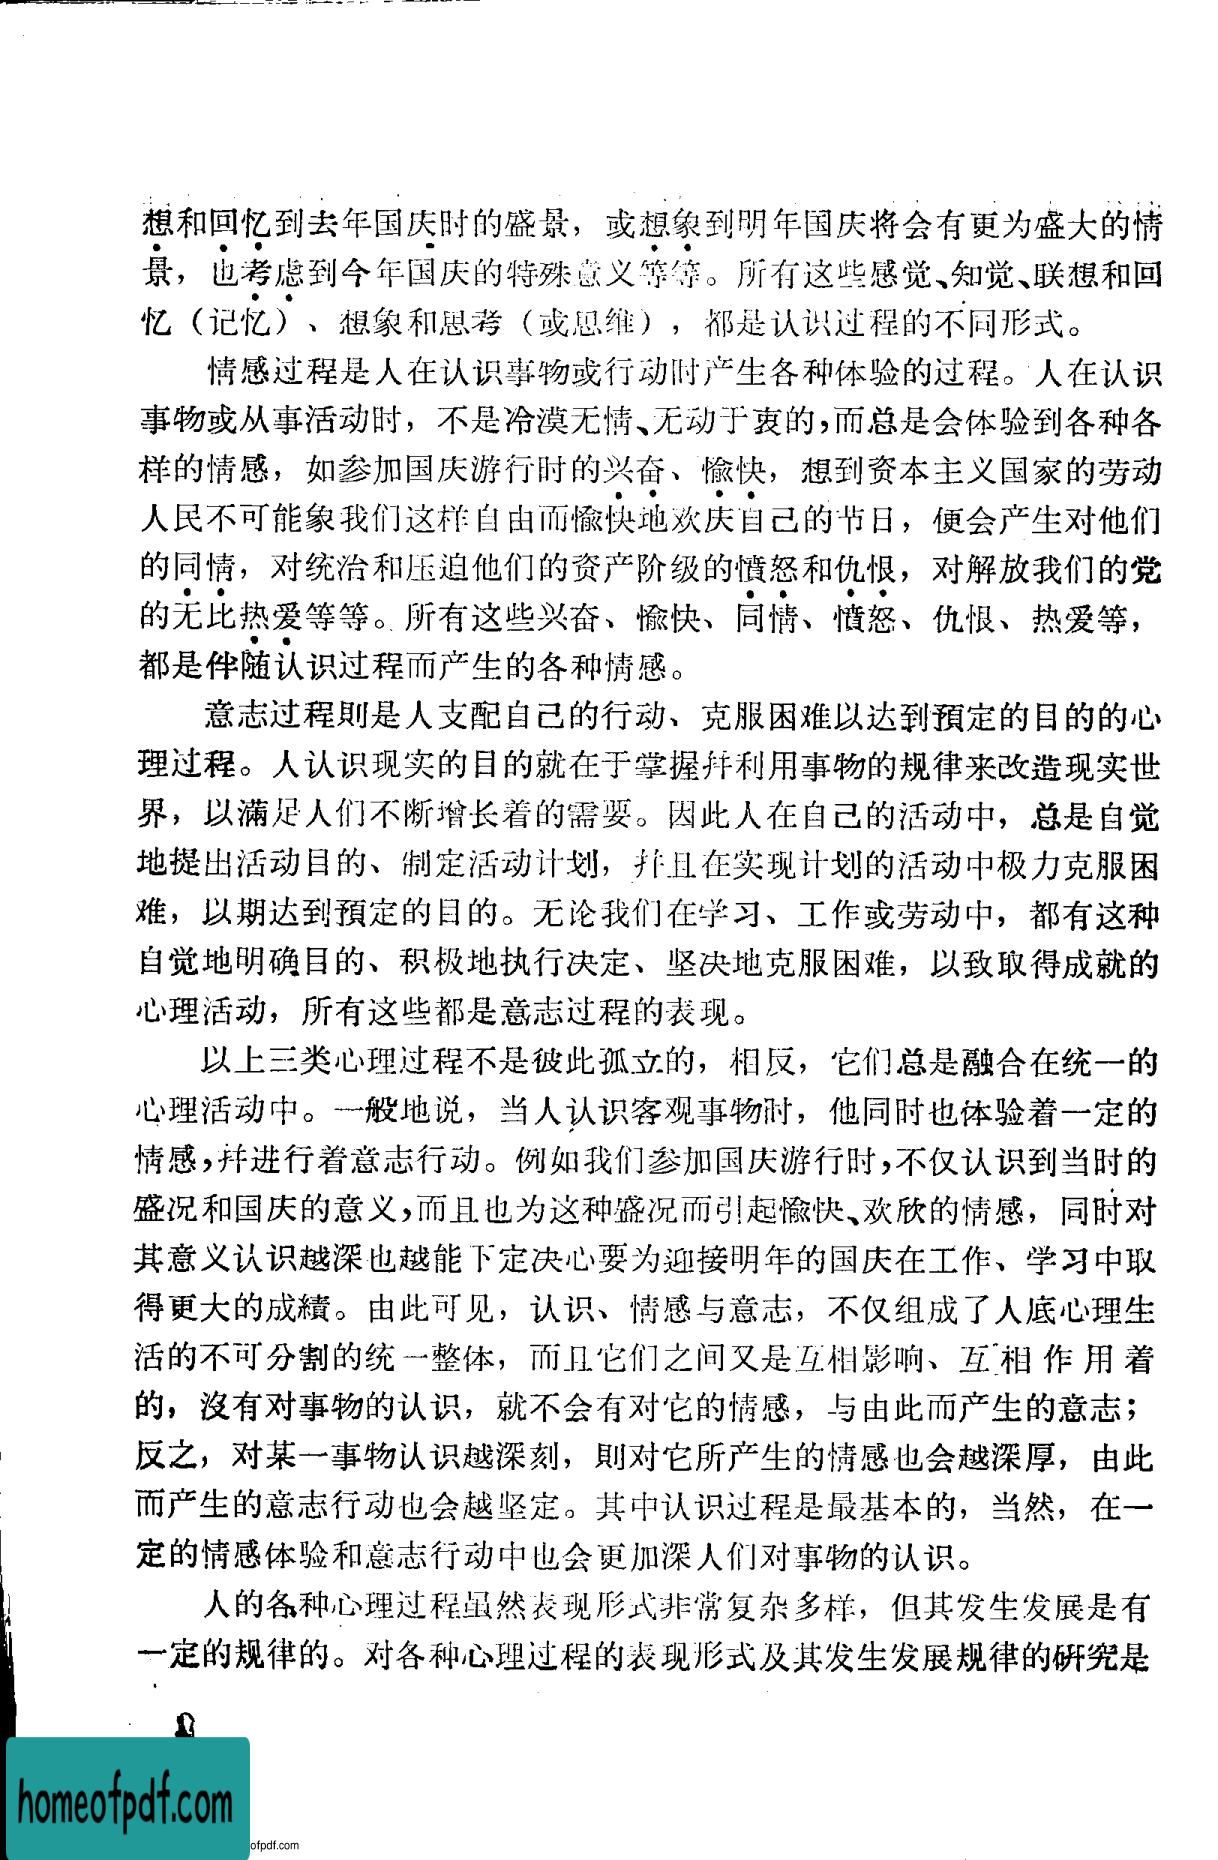 想和回忆到去年国庆时的盛景，或想象到明年国庆将会有更为盛大的情
景，也考虑到今年国庆的特殊意义等等。所有这些感觉、知觉、联想和回
忆（记忆）、想象和思考（或思维），都是认识过程的不同形式。
情感过程是人在认识事物或行动时产生各种体验的过程。人在认识
事物或从事活动时，不是冷漠无情、无动于衷的，而总是会体验到各种各
样的情感，如参加国庆游行时的兴奋、愉快，想到资本主义国家的劳动
人民不可能象我们这样自由而愉快地欢庆自己的节日，便会产生对他们
的同情，对统治和压迫他们的资产阶级的愤怒和仇恨，对解放我们的党
的无比热爱等等。所有这些兴奋、愉快、同情、愤怒、仇恨、热爱等，
都是伴随认识过程而产生的各种情感。
意志过程則是人支配自己的行动、克服困难以达到預定的目的的心
理过程。人认识现实的目的就在于掌握幷利用事物的规律来改造现实世
界，以滿足人们不断增长着的需要。因此人在自己的活动中，总是自觉
地提出活动目的、制定活动计划，幷且在实现计划的活动中极力克服困
难，以期达到預定的目的。无论我们在学习、工作或劳动中，都有这种
自觉地明确目的、积极地执行决定、坚决地克服困难，以致取得成就的
心理活动，所有这些都是意志过程的表现。
以上三类心理过程不是彼此孤立的，相反，它们总是融合在统一的
心理活动中。一般地说，当人认识客观事物时，他同时也体验着一定的
情感，幷进行着意志行动。例如我们参加国庆游行时，不仅认识到当时的
盛况和国庆的意义，而且也为这种盛况而引起愉快、欢欣的情感，同时对
其意义认识越深也越能下定决心要为迎接明年的国庆在工作、学习中取
得更大的成績。由此可见，认识、情感与意志，不仅组成了人底心理生
活的不可分割的统一整体，而且它们之间又是互相影响、互相作用着
的，沒有对事物的认识，就不会有对它的情感，与由此而产生的意志；
反之，对某一事物认识越深刻，則对它所产生的情感也会越深厚，由此
而产生的意志行动也会越坚定。其中认识过程是最基本的，当然，在一
定的情感体验和意志行动中也会更加深人们对事物的认识。
人的各种心理过程虽然表现形式非常复杂多样，但其发生发展是有
一定的规律的。对各种心理过程的表现形式及其发生发展规律的研究是
homeofpdf.com
ofpdf.com